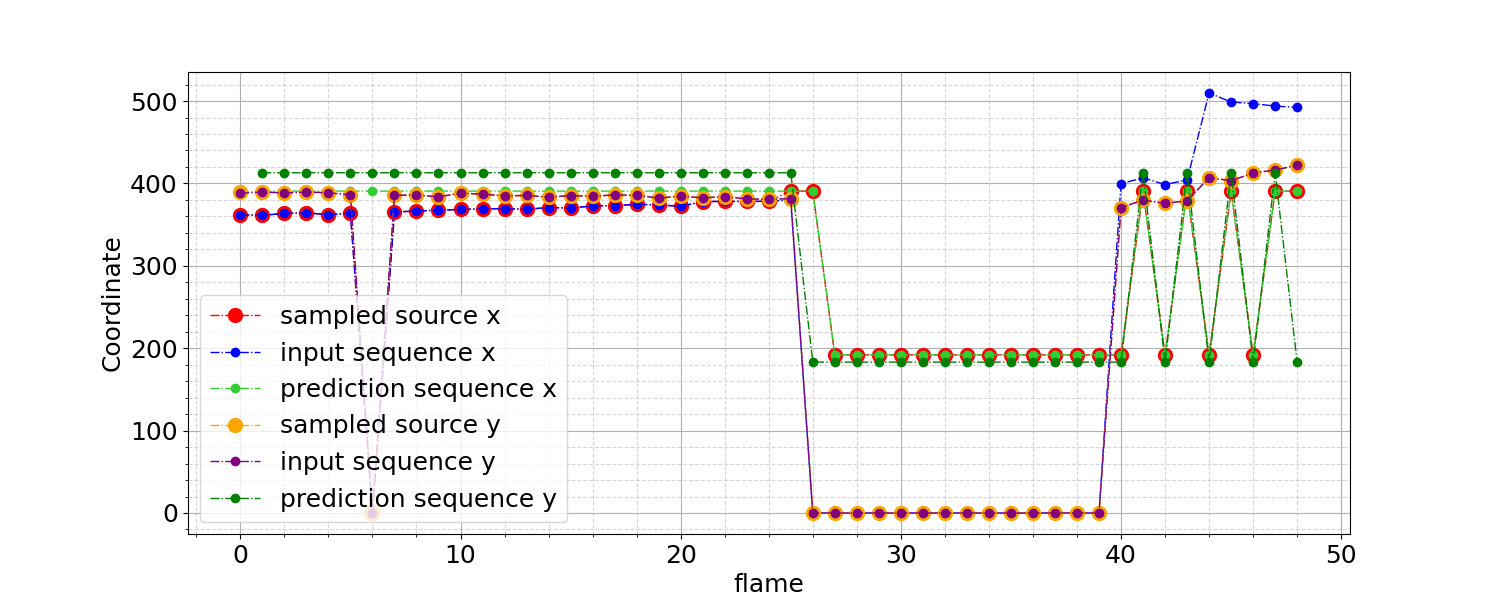 500
400
300
200
100
0
Coordinate
sampled source x
input sequence x
prediction sequence x
sampled source y
input sequence y
prediction sequence y
0 10 20 30 40 50
flame